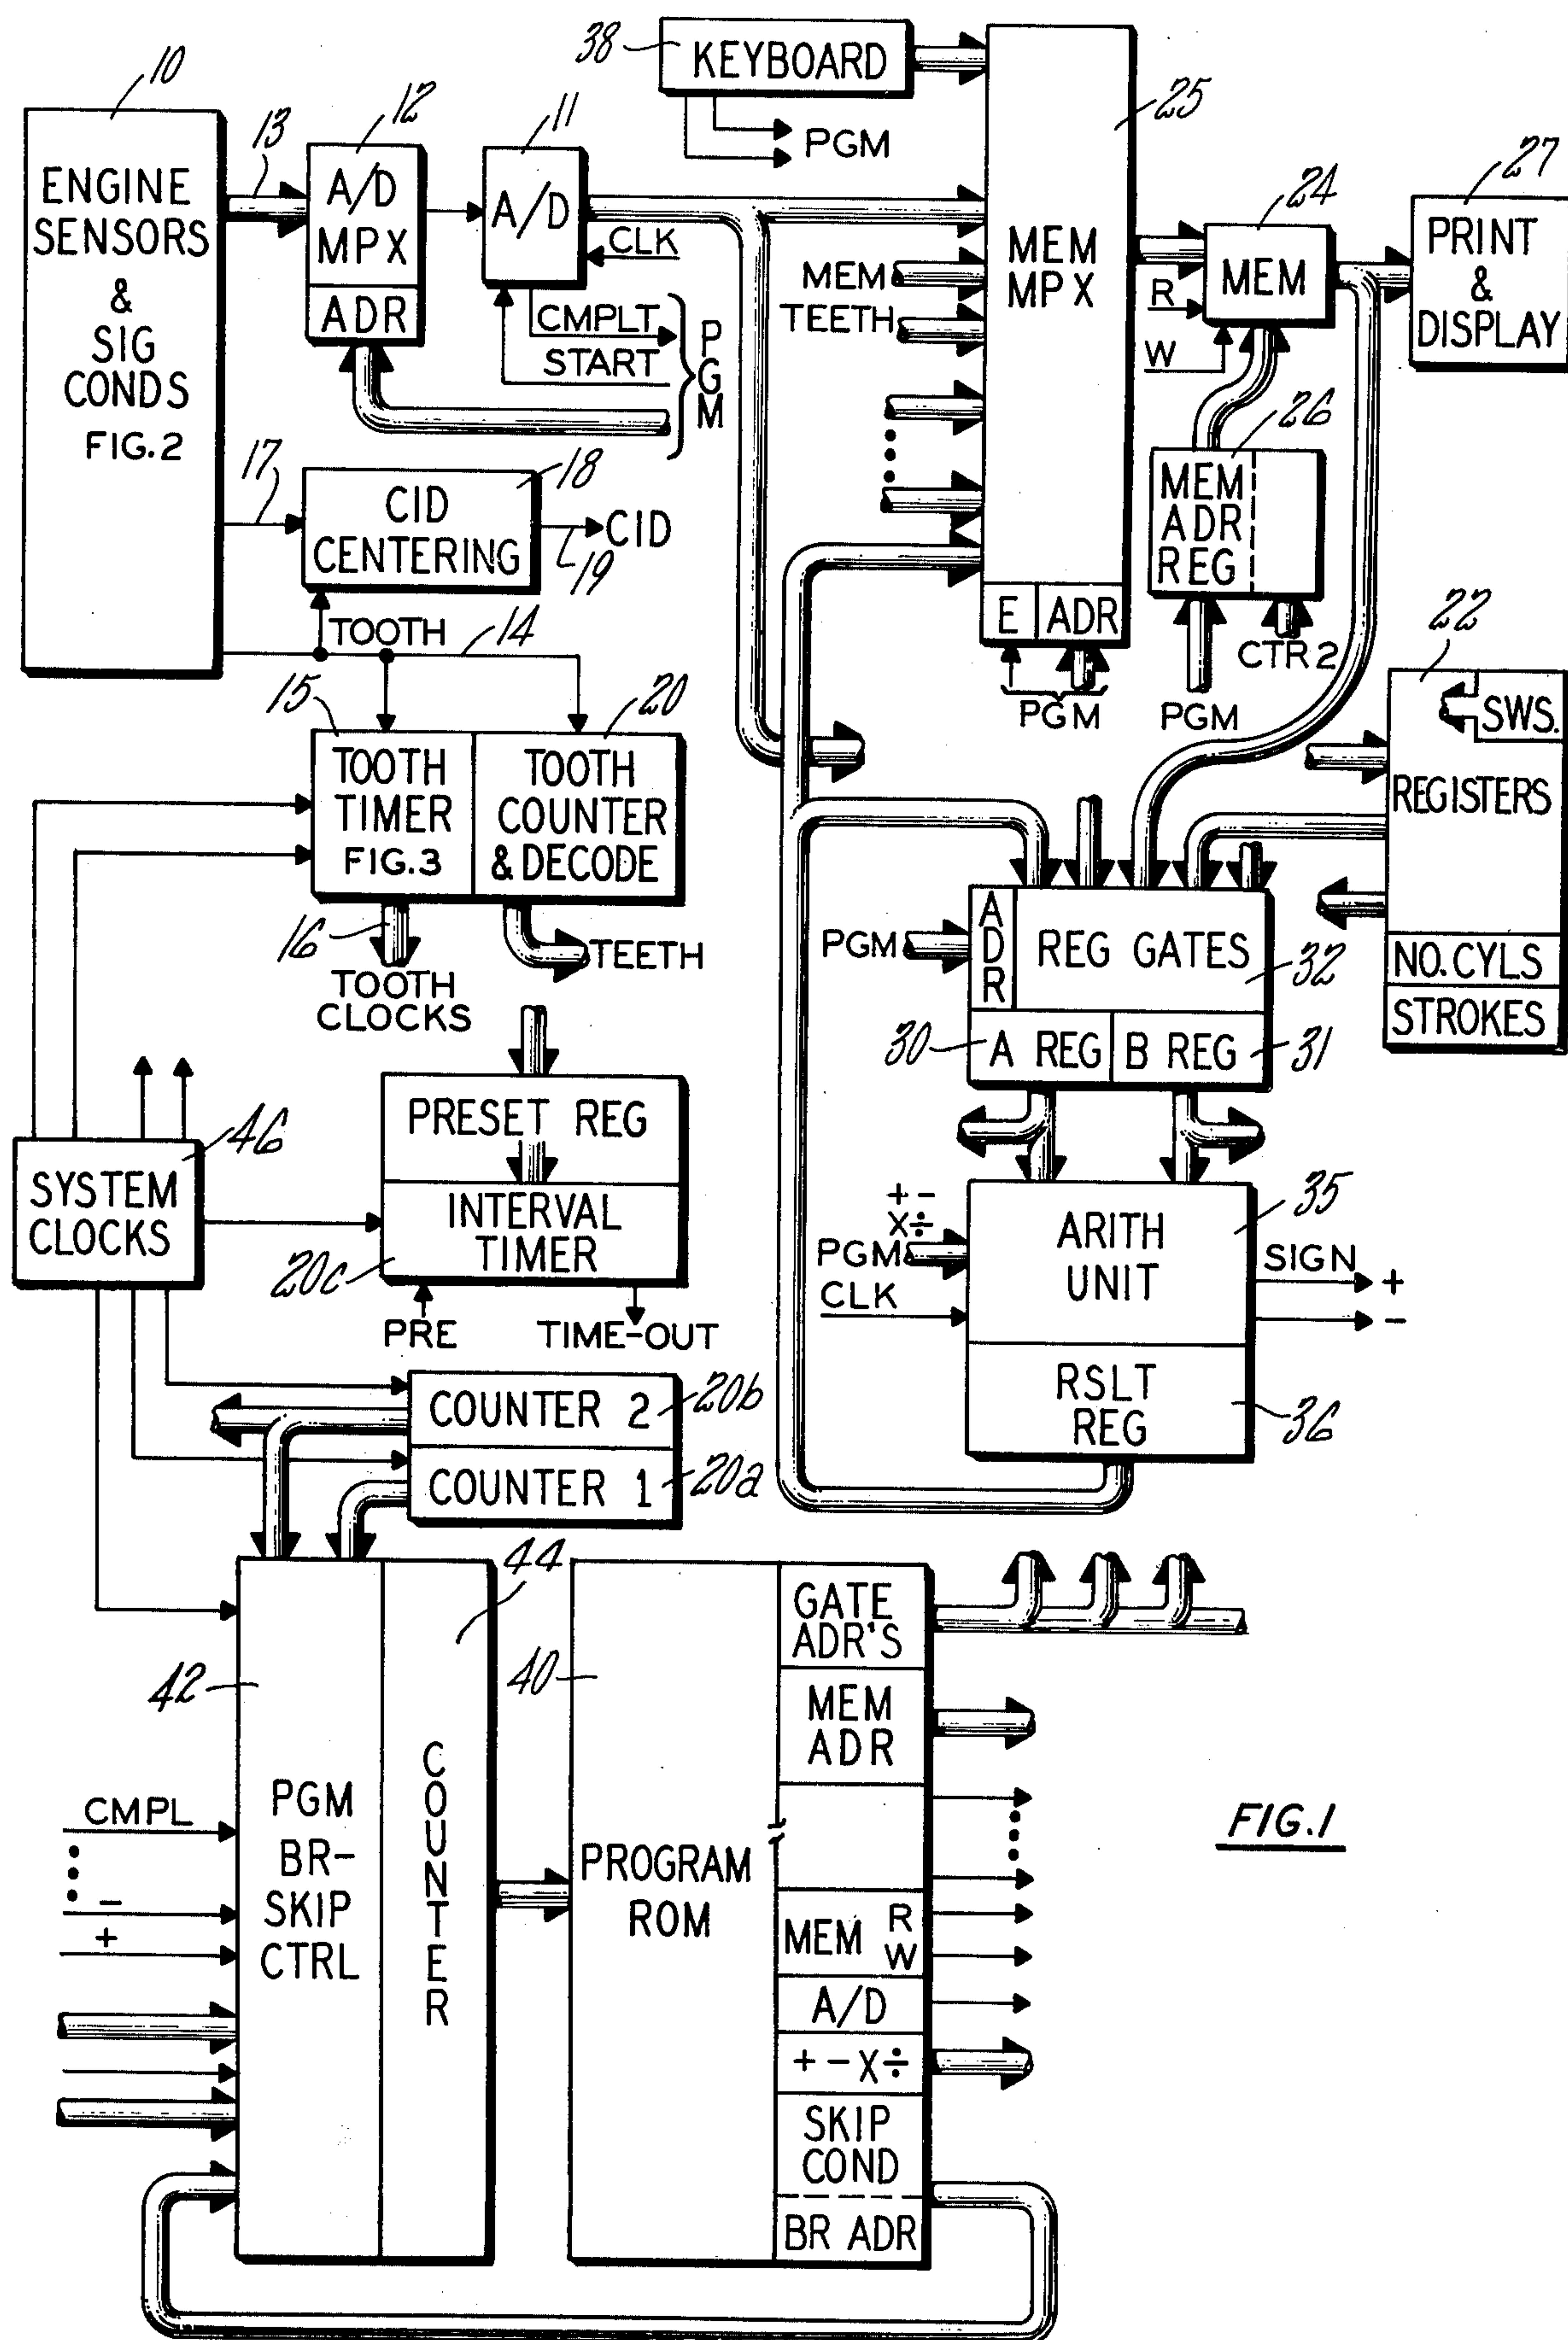 10
ENGINE
SENSORS
&
SIG
CONDS
FIG.2
13
12
A/D
MPX
ADR
11
A/D
CLK
CMPLT
START
PGM
38
KEYBOARD
PGM
25
MEM
MPX
MEM
TEETH
E ADR
PGM
24
MEM
R
W
27
PRINT
&
DISPLAY
26
MEM
ADR
REG
PGM
CTR2
17
18
CID
CENTERING
19
CID
TOOTH
14
15
TOOTH
TIMER
FIG.3
20
TOOTH
COUNTER
& DECODE
16
TOOTH
CLOCKS
TEETH
22
SWS.
REGISTERS
NO. CYLS
STROKES
PGM
ADR
REG GATES
32
30
A REG
B REG
31
46
SYSTEM
CLOCKS
PRESET REG
INTERVAL
TIMER
20c
PRE
TIME-OUT
+ -
X÷
PGM
CLK
ARITH
UNIT
35
SIGN
+
-
RSLT
REG
36
COUNTER 2
20b
COUNTER 1
20a
42
44
PGM
BR-
SKIP
CTRL
COUNTER
CMPL
-
+
40
PROGRAM
ROM
GATE
ADR'S
MEM
ADR
MEM R
W
A/D
+ - X ÷
SKIP
COND
BR ADR
FIG.1